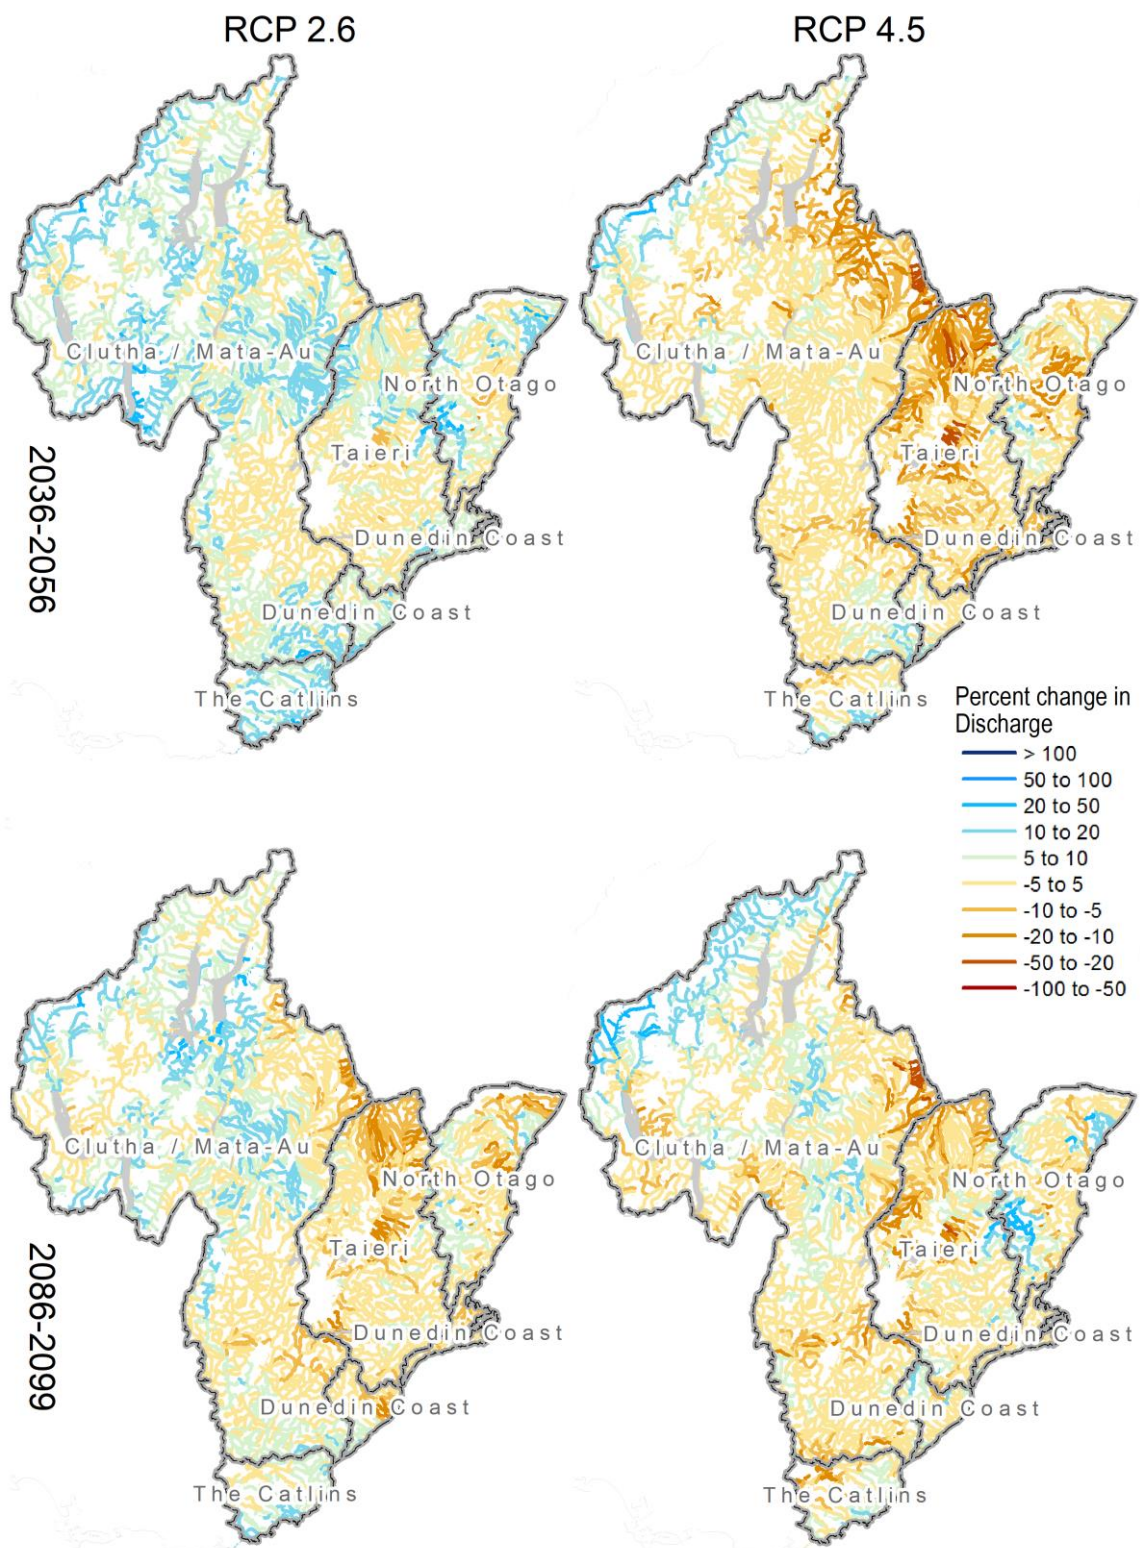 RCP 2.6
RCP 4.5
2036-2056
Clutha / Mata-Au
North Otago
Taieri
Dunedin Coast
Dunedin Coast
The Catlins
Clutha / Mata-Au
North Otago
Taieri
Dunedin Coast
Dunedin Coast
The Catlins
Percent change in
Discharge
> 100
50 to 100
20 to 50
10 to 20
5 to 10
-5 to 5
-10 to -5
-20 to -10
-50 to -20
-100 to -50
2086-2099
Clutha / Mata-Au
North Otago
Taieri
Dunedin Coast
Dunedin Coast
The Catlins
Clutha / Mata-Au
North Otago
Taieri
Dunedin Coast
Dunedin Coast
The Catlins